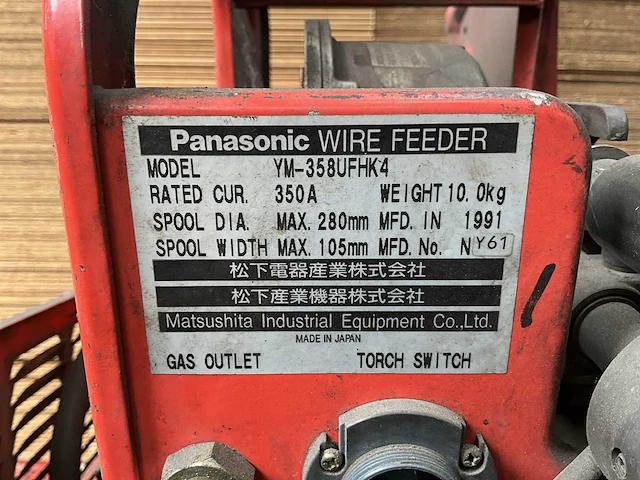 Panasonic WIRE FEEDER
MODEL YM-358UFHK4
RATED CUR. 350A WEIGHT 10.0kg
SPOOL DIA. MAX. 280mm MFD. IN 1991
SPOOL WIDTH MAX. 105mm MFD. No. N Y61
松下電器産業株式会社
松下産業機器株式会社
Matsushita Industrial Equipment Co.,Ltd.
MADE IN JAPAN
GAS OUTLET TORCH SWITCH